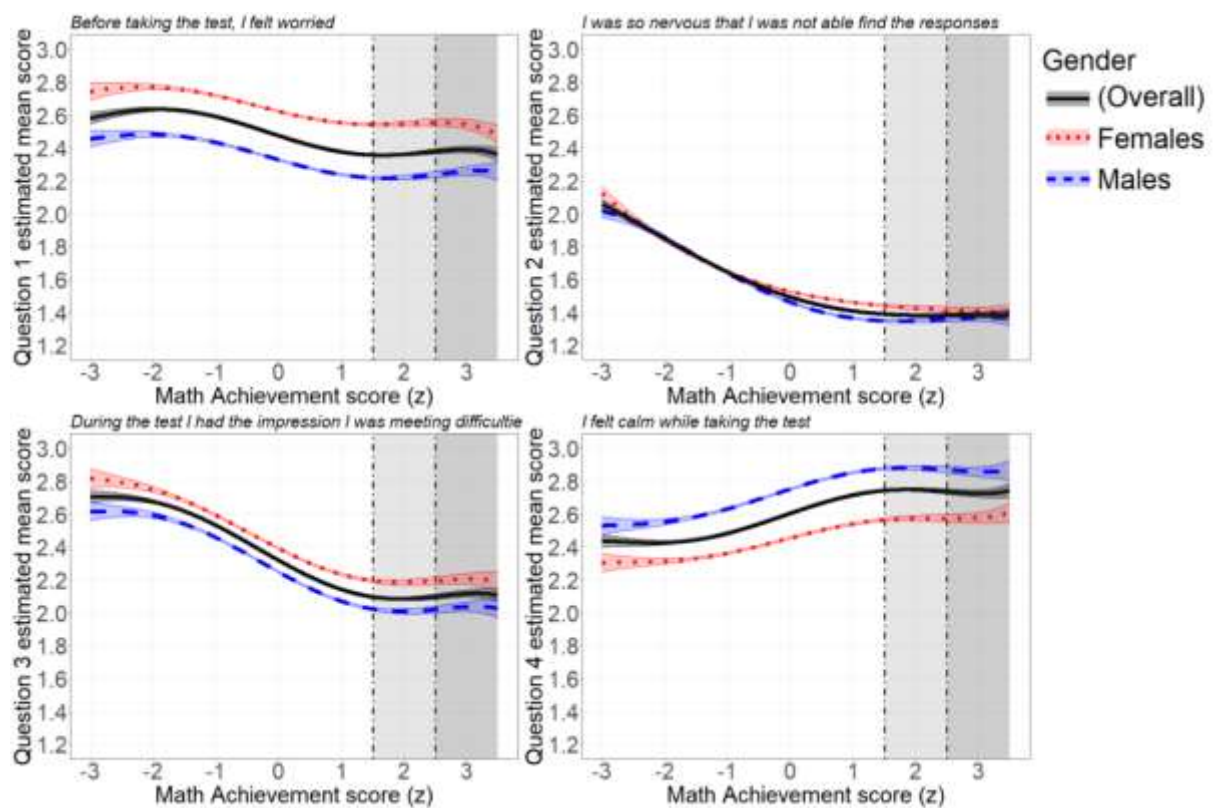 Before taking the test, I felt worried
Question 1 estimated mean score
3.0
2.8
2.6
2.4
2.2
2.0
1.8
1.6
1.4
1.2
-3 -2 -1 0 1 2 3
Math Achievement score (z)
I was so nervous that I was not able find the responses
Question 2 estimated mean score
3.0
2.8
2.6
2.4
2.2
2.0
1.8
1.6
1.4
1.2
-3 -2 -1 0 1 2 3
Math Achievement score (z)
Gender
(Overall)
Females
Males
During the test I had the impression I was meeting difficultie
Question 3 estimated mean score
3.0
2.8
2.6
2.4
2.2
2.0
1.8
1.6
1.4
1.2
-3 -2 -1 0 1 2 3
Math Achievement score (z)
I felt calm while taking the test
Question 4 estimated mean score
3.0
2.8
2.6
2.4
2.2
2.0
1.8
1.6
1.4
1.2
-3 -2 -1 0 1 2 3
Math Achievement score (z)